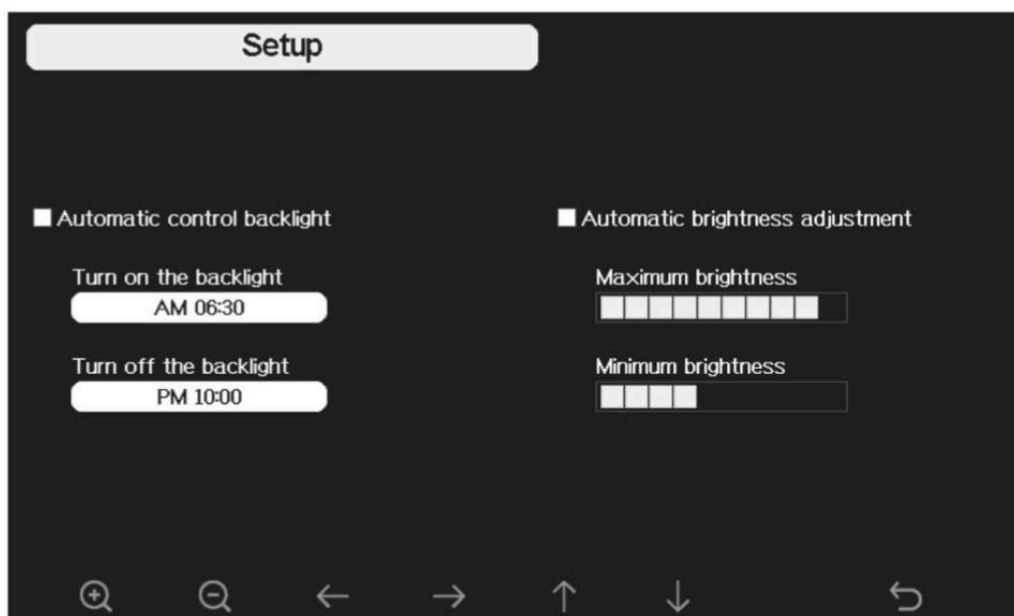 Setup
Automatic control backlight
Turn on the backlight
AM 06:30
Turn off the backlight
PM 10:00
Automatic brightness adjustment
Maximum brightness
Minimum brightness